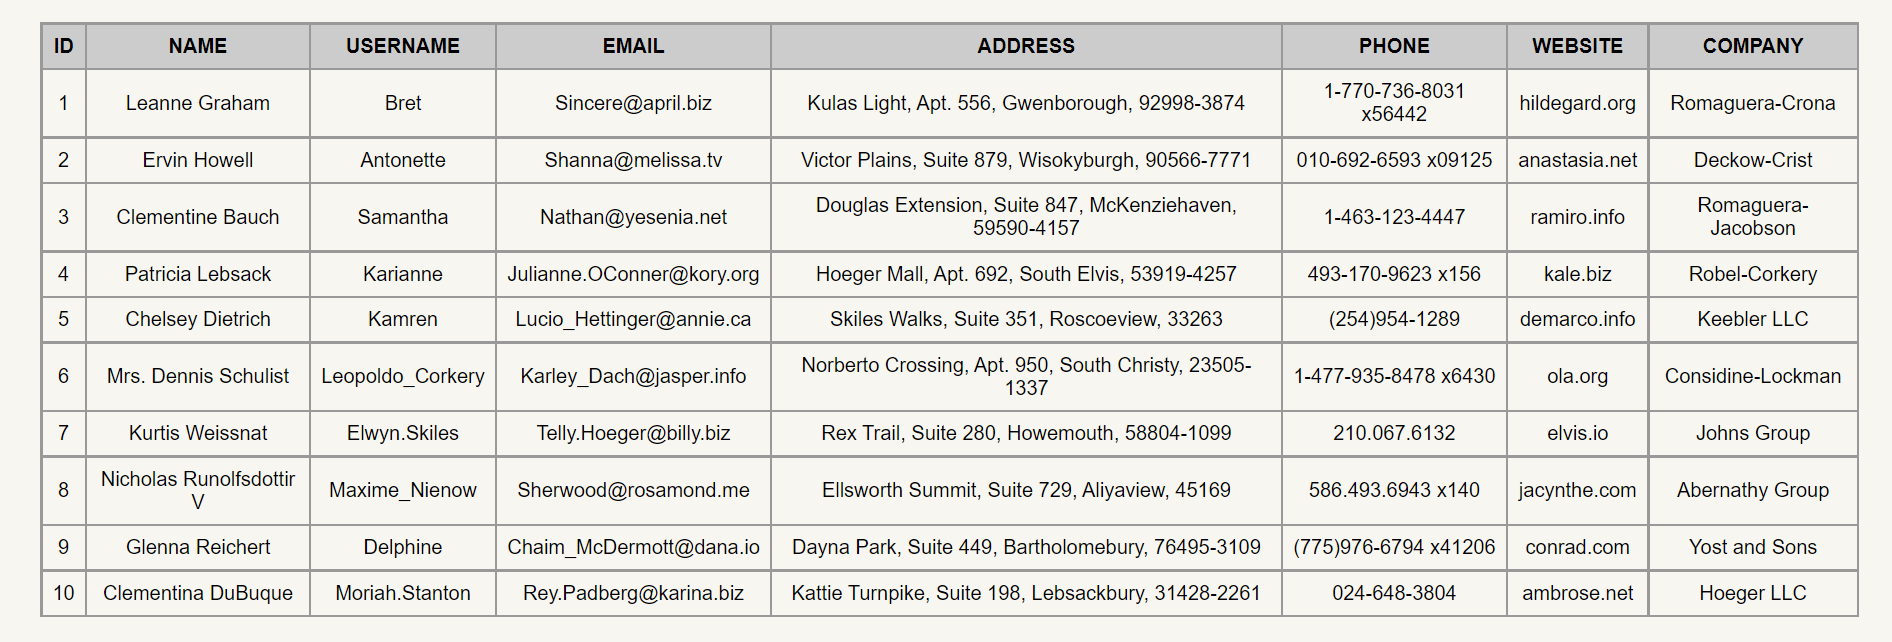 ID NAME USERNAME EMAIL ADDRESS PHONE WEBSITE COMPANY
1 Leanne Graham Bret Sincere@april.biz Kulas Light, Apt. 556, Gwenborough, 92998-3874 1-770-736-8031 x56442 hildegard.org Romaguera-Crona
2 Ervin Howell Antonette Shanna@melissa.tv Victor Plains, Suite 879, Wisokyburgh, 90566-7771 010-692-6593 x09125 anastasia.net Deckow-Crist
3 Clementine Bauch Samantha Nathan@yesenia.net Douglas Extension, Suite 847, McKenziehaven, 59590-4157 1-463-123-4447 ramiro.info Romaguera-Jacobson
4 Patricia Lebsack Karianne Julianne.OConner@kory.org Hoeger Mall, Apt. 692, South Elvis, 53919-4257 493-170-9623 x156 kale.biz Robel-Corkery
5 Chelsey Dietrich Kamren Lucio_Hettinger@annie.ca Skiles Walks, Suite 351, Roscoeview, 33263 (254)954-1289 demarco.info Keebler LLC
6 Mrs. Dennis Schulist Leopoldo_Corkery Karley_Dach@jasper.info Norberto Crossing, Apt. 950, South Christy, 23505-1337 1-477-935-8478 x6430 ola.org Considine-Lockman
7 Kurtis Weissnat Elwyn.Skiles Telly.Hoeger@billy.biz Rex Trail, Suite 280, Howemouth, 58804-1099 210.067.6132 elvis.io Johns Group
8 Nicholas Runolfsdottir V Maxime_Nienow Sherwood@rosamond.me Ellsworth Summit, Suite 729, Aliyaview, 45169 586.493.6943 x140 jacynthe.com Abernathy Group
9 Glenna Reichert Delphine Chaim_McDermott@dana.io Dayna Park, Suite 449, Bartholomebury, 76495-3109 (775)976-6794 x41206 conrad.com Yost and Sons
10 Clementina DuBuque Moriah.Stanton Rey.Padberg@karina.biz Kattie Turnpike, Suite 198, Lebsackbury, 31428-2261 024-648-3804 ambrose.net Hoeger LLC